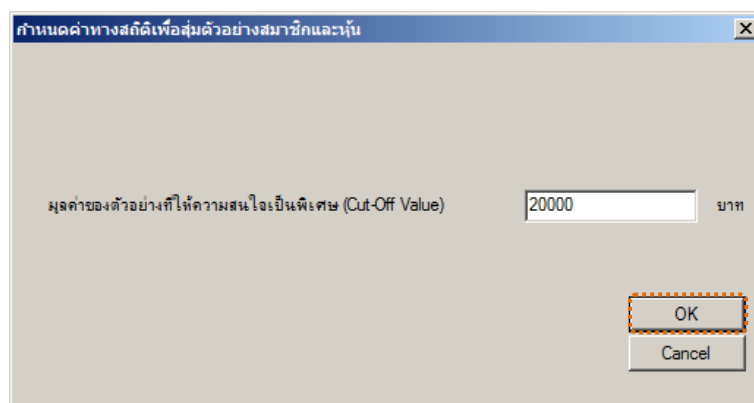 กำหนดค่าทางสถิติเพื่อสุ่มตัวอย่างสมาชิกและหุ้น
มูลค่าของตัวอย่างที่ให้ความสนใจเป็นพิเศษ (Cut-Off Value) 20000 บาท
OK
Cancel